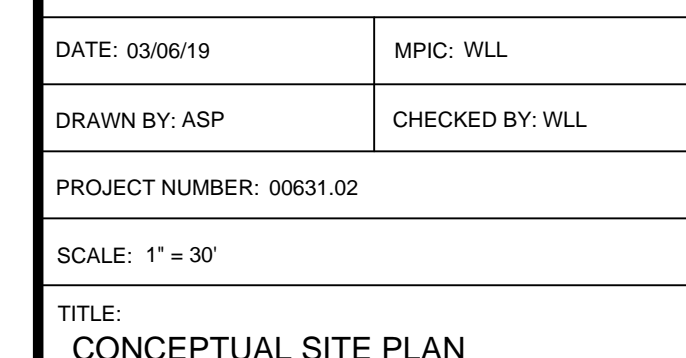 DATE: 03/06/19
MPIC: WLL
DRAWN BY: ASP
CHECKED BY: WLL
PROJECT NUMBER: 00631.02
SCALE: 1" = 30'
TITLE:
CONCEPTUAL SITE PLAN